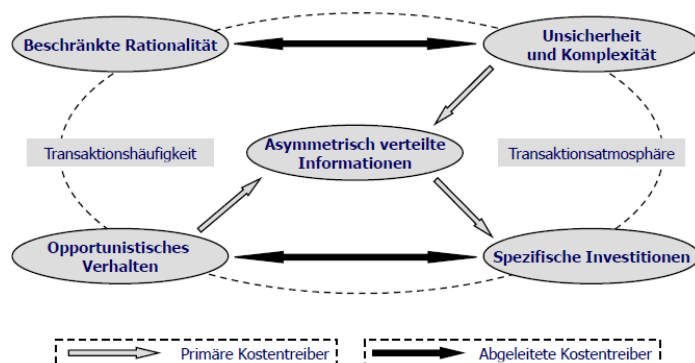 Beschränkte Rationalität
Unsicherheit
und Komplexität
Asymmetrisch verteilte
Informationen
Transaktionshäufigkeit
Transaktionsatmosphäre
Opportunistisches
Verhalten
Spezifische Investitionen
Primäre Kostentreiber
Abgeleitete Kostentreiber